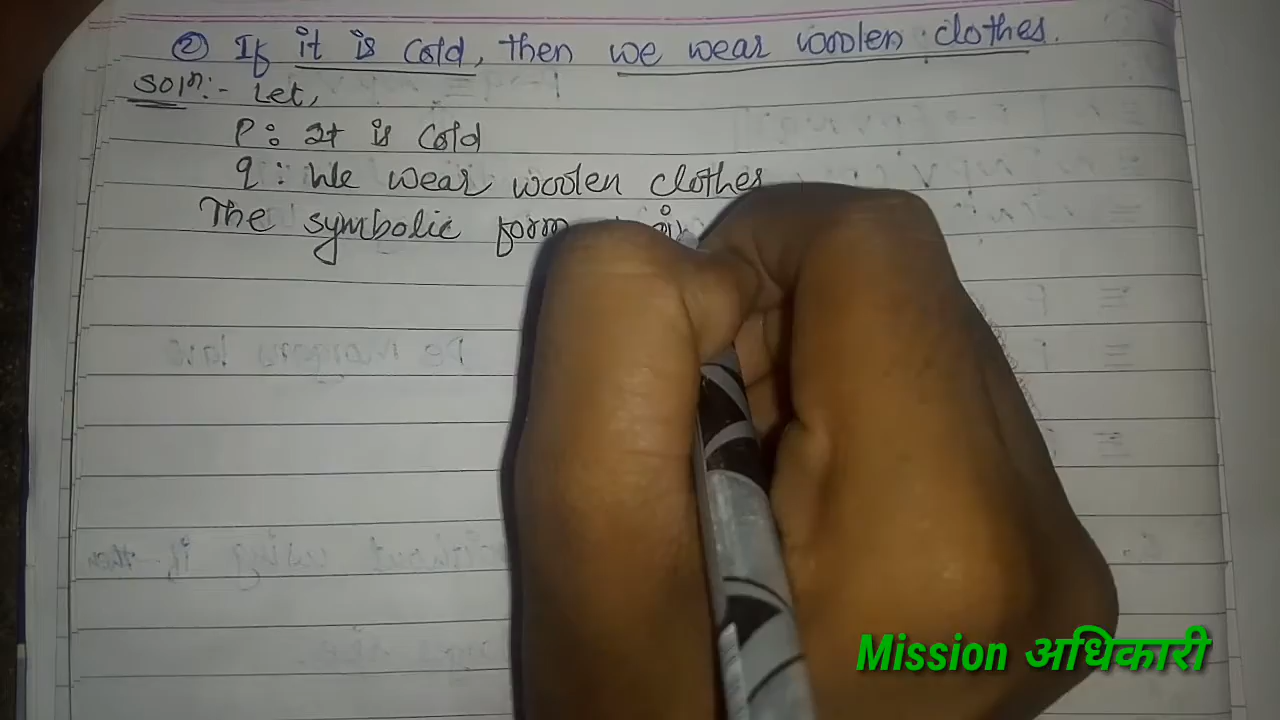 ② If it is cold, then we wear woolen clothes.
Soln:- Let,
P: It is cold
q: We wear woolen clothes
The symbolic form
Mission अधिकारी